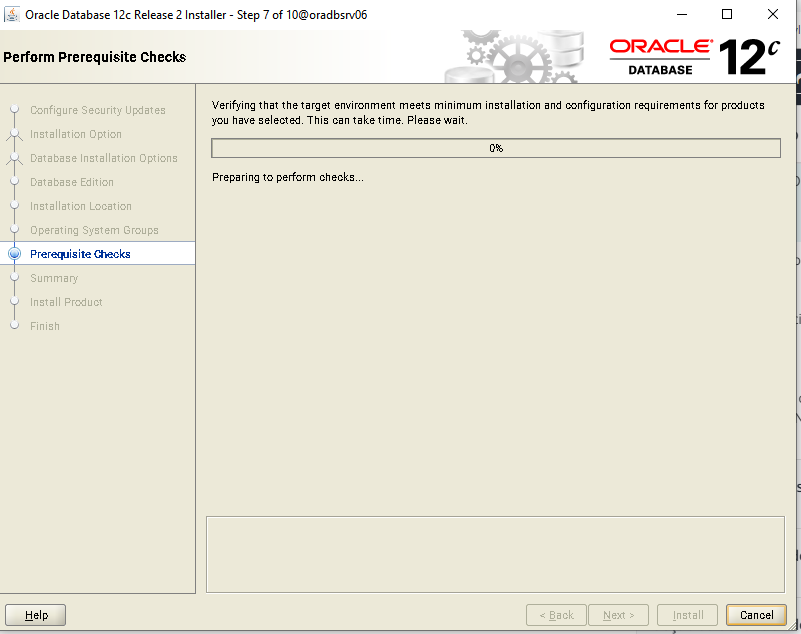 Oracle Database 12c Release 2 Installer - Step 7 of 10@oradbsrv06
Perform Prerequisite Checks
ORACLE®
DATABASE
12c
Configure Security Updates
Installation Option
Database Installation Options
Database Edition
Installation Location
Operating System Groups
Prerequisite Checks
Summary
Install Product
Finish
Verifying that the target environment meets minimum installation and configuration requirements for products
you have selected. This can take time. Please wait.
0%
Preparing to perform checks...
Help
< Back
Next >
Install
Cancel